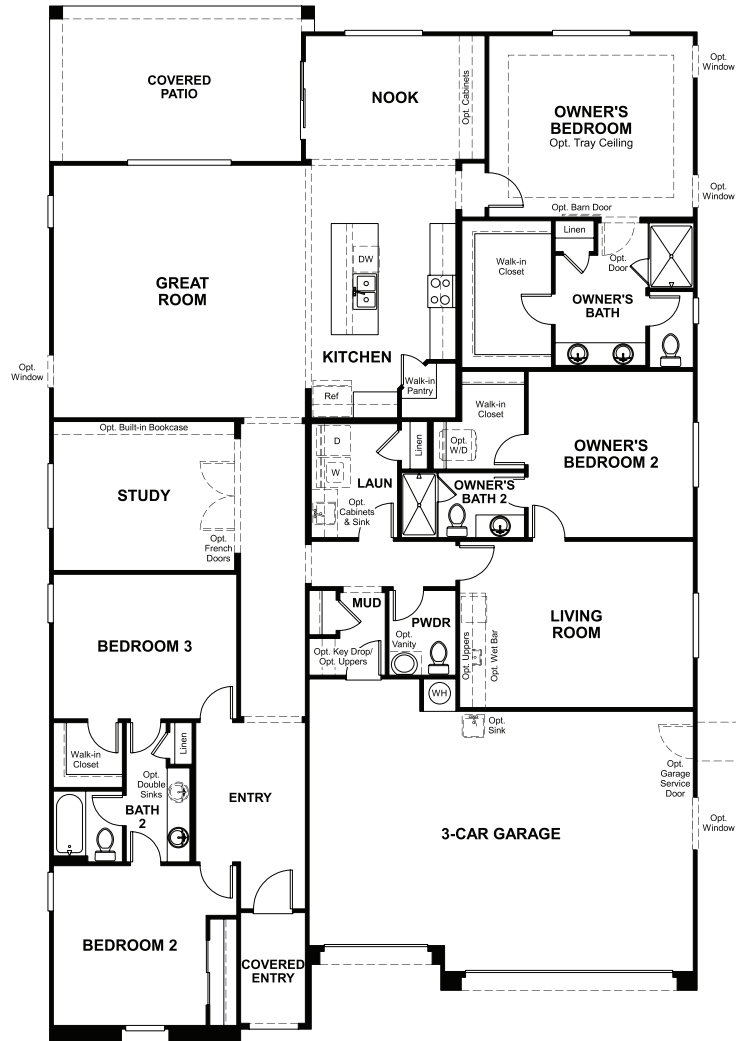 COVERED
PATIO
NOOK
Opt. Cabinets
OWNER'S
BEDROOM
Opt. Tray Ceiling
Opt.
Window
Opt.
Window
Opt. Barn Door
Linen
Opt.
Door
Walk-in
Closet
OWNER'S
BATH
DW
GREAT
ROOM
KITCHEN
Opt.
Window
Ref
Walk-in
Pantry
Walk-in
Closet
Opt.
W/D
OWNER'S
BEDROOM 2
Opt. Built-in Bookcase
D
W
LAUN
Linen
Opt.
Cabinets
& Sink
OWNER'S
BATH 2
STUDY
Opt.
French
Doors
MUD
PWDR
Opt.
Vanity
Opt. Key Drop/
Opt. Uppers
Opt. Uppers
Opt. Wet Bar
LIVING
ROOM
BEDROOM 3
WH
Opt.
Sink
Walk-in
Closet
Linen
Opt.
Double
Sinks
BATH
2
ENTRY
3-CAR GARAGE
Opt.
Garage
Service
Door
Opt.
Window
BEDROOM 2
COVERED
ENTRY